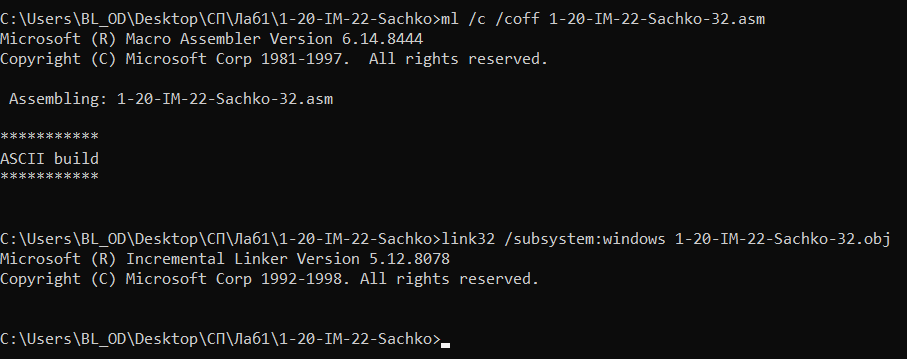 C:\Users\BL_OD\Desktop\СП\Лаб1\1-20-IM-22-Sachko>ml /c /coff 1-20-IM-22-Sachko-32.asm
Microsoft (R) Macro Assembler Version 6.14.8444
Copyright (C) Microsoft Corp 1981-1997.  All rights reserved.
 Assembling: 1-20-IM-22-Sachko-32.asm
***********
ASCII build
***********
C:\Users\BL_OD\Desktop\СП\Лаб1\1-20-IM-22-Sachko>link32 /subsystem:windows 1-20-IM-22-Sachko-32.obj
Microsoft (R) Incremental Linker Version 5.12.8078
Copyright (C) Microsoft Corp 1992-1998. All rights reserved.
C:\Users\BL_OD\Desktop\СП\Лаб1\1-20-IM-22-Sachko>